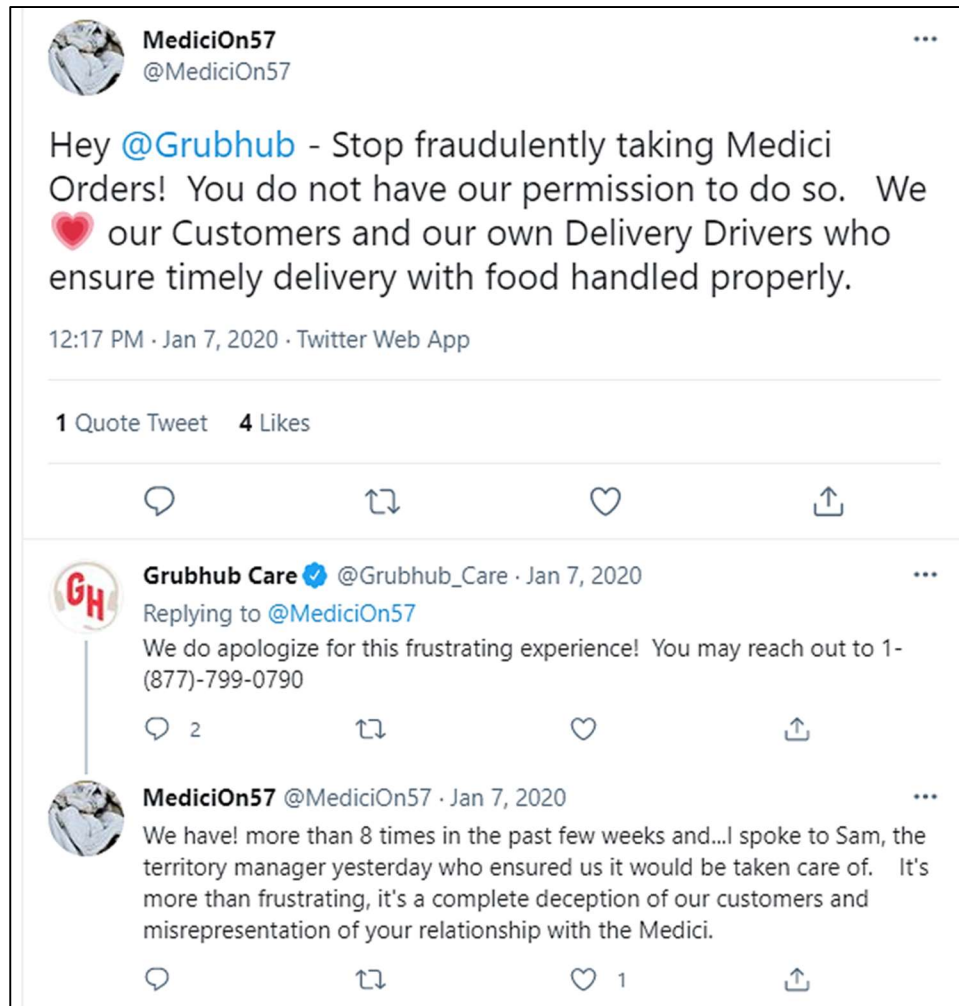 MediciOn57
@MediciOn57
Hey @Grubhub - Stop fraudulently taking Medici
Orders!  You do not have our permission to do so.   We
💗 our Customers and our own Delivery Drivers who
ensure timely delivery with food handled properly.
12:17 PM · Jan 7, 2020 · Twitter Web App
1 Quote Tweet 4 Likes
GH
Grubhub Care @Grubhub_Care · Jan 7, 2020
Replying to @MediciOn57
We do apologize for this frustrating experience!  You may reach out to 1-
(877)-799-0790
2
MediciOn57 @MediciOn57 · Jan 7, 2020
We have! more than 8 times in the past few weeks and...I spoke to Sam, the
territory manager yesterday who ensured us it would be taken care of.    It's
more than frustrating, it's a complete deception of our customers and
misrepresentation of your relationship with the Medici.
1